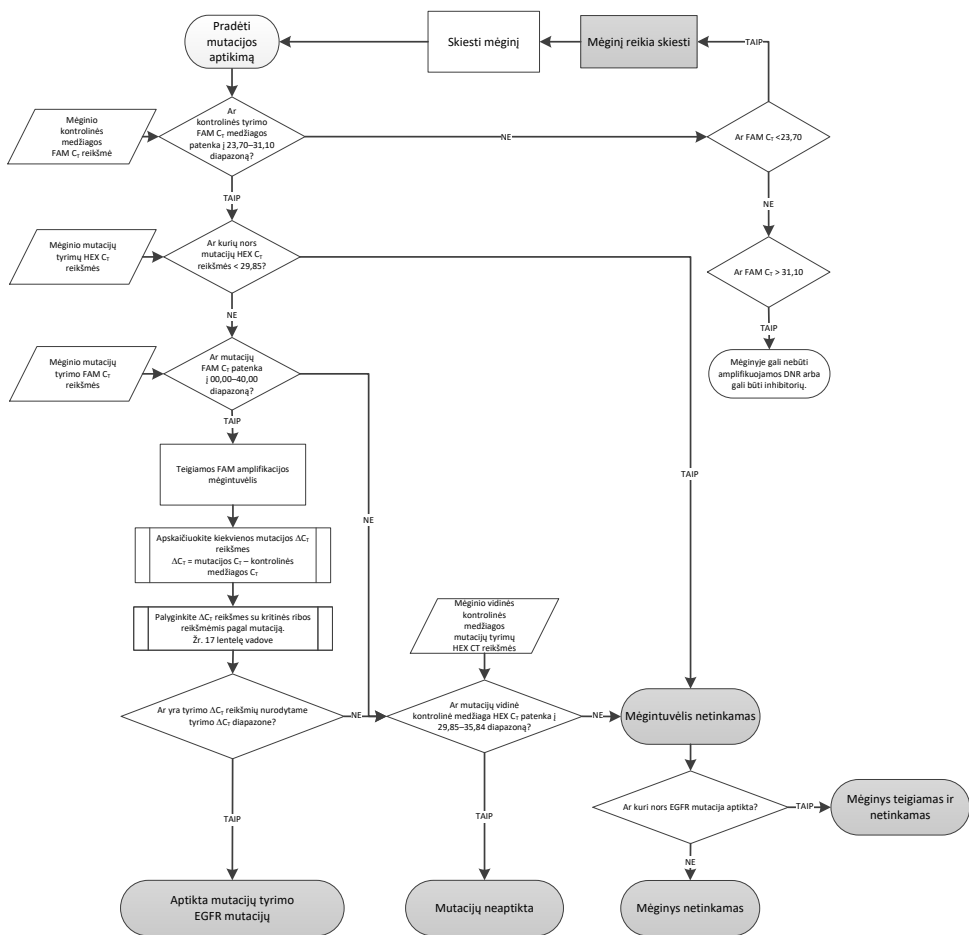 Pradėti
mutacijos
aptikimą
Skiesti mėginį
Mėginį reikia skiesti
TAIP
Mėginio
kontrolinės
medžiagos
FAM CT reikšmė
Ar
kontrolinės tyrimo
FAM CT medžiagos
patenka į 23,70–31,10
diapazoną?
NE
Ar FAM CT <23,70
TAIP
NE
Mėginio mutacijų
tyrimų HEX CT
reikšmės
Ar kurių nors
mutacijų HEX CT
reikšmės < 29,85?
Ar FAM CT > 31,10
NE
TAIP
Mėginio mutacijų
tyrimo FAM CT
reikšmės
Ar mutacijų
FAM CT patenka
į 00,00–40,00
diapazoną?
Mėginyje gali nebūti
amplifikuojamos DNR arba
gali būti inhibitorių.
TAIP
Teigiamos FAM amplifikacijos
mėgintuvėlis
TAIP
NE
Apskaičiuokite kiekvienos mutacijos ΔCT
reikšmes
ΔCT = mutacijos CT – kontrolinės
medžiagos CT
Palyginkite ΔCT reikšmes su kritinės ribos
reikšmėmis pagal mutaciją.
Žr. 17 lentelę vadove
Mėginio vidinės
kontrolinės
medžiagos
mutacijų tyrimų
HEX CT reikšmės
Ar yra tyrimo ΔCT reikšmių nurodytame
tyrimo ΔCT diapazone?
NE
Ar mutacijų vidinė
kontrolinė medžiaga HEX CT patenka į
29,85–35,84 diapazoną?
NE
Mėgintuvėlis netinkamas
Ar kuri nors EGFR mutacija aptikta?
TAIP
Mėginys teigiamas ir
netinkamas
TAIP
TAIP
NE
Aptikta mutacijų tyrimo
EGFR mutacijų
Mutacijų neaptikta
Mėginys netinkamas